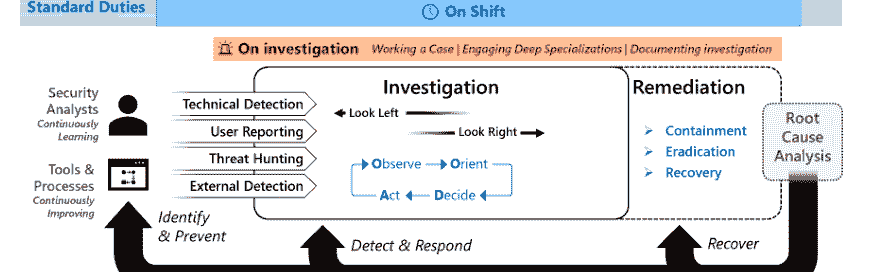 Standard Duties
On Shift
On investigation Working a Case | Engaging Deep Specializations | Documenting investigation
Security
Analysts
Continuously
Learning
Tools &
Processes
Continuously
Improving
Technical Detection
User Reporting
Threat Hunting
External Detection
Investigation
Look Left
Look Right
Observe
Orient
Act
Decide
Remediation
Containment
Eradication
Recovery
Root
Cause
Analysis
Identify
& Prevent
Detect & Respond
Recover